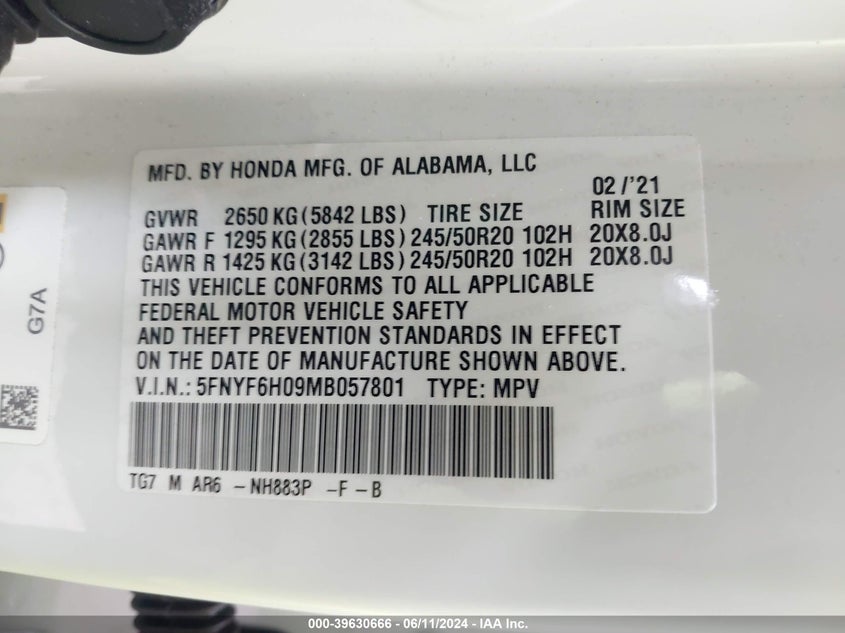 MFD. BY HONDA MFG. OF ALABAMA, LLC
02/'21
GVWR 2650 KG (5842 LBS) TIRE SIZE RIM SIZE
GAWR F 1295 KG (2855 LBS) 245/50R20 102H 20X8.0J
GAWR R 1425 KG (3142 LBS) 245/50R20 102H 20X8.0J
THIS VEHICLE CONFORMS TO ALL APPLICABLE
FEDERAL MOTOR VEHICLE SAFETY
AND THEFT PREVENTION STANDARDS IN EFFECT
ON THE DATE OF MANUFACTURE SHOWN ABOVE.
V.I.N.: 5FNYF6H09MB057801 TYPE: MPV
TG7 M AR6 -NH883P -F -B
G7A
000-39630666 - 06/11/2024 - IAA Inc.